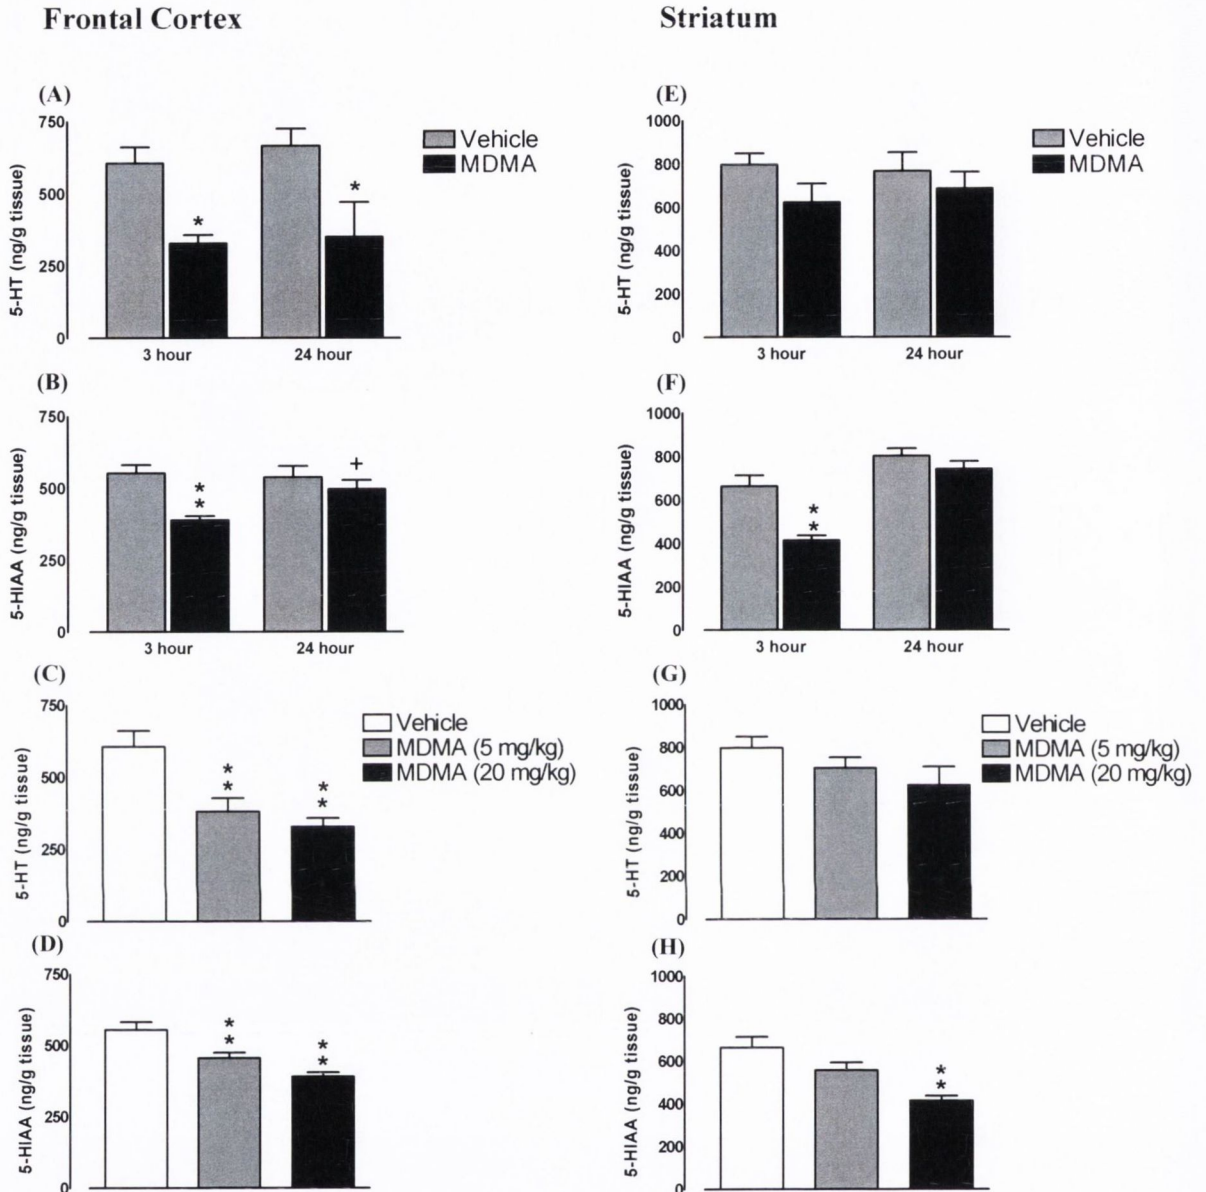 Frontal Cortex
Striatum
(A)
750
500
250
0
5-HT (ng/g tissue)
Vehicle
MDMA
*
*
3 hour
24 hour
(B)
750
500
250
0
5-HIAA (ng/g tissue)
*
*
+
3 hour
24 hour
(C)
750
500
250
0
5-HT (ng/g tissue)
Vehicle
MDMA (5 mg/kg)
MDMA (20 mg/kg)
*
*
*
*
(D)
750
500
250
0
5-HIAA (ng/g tissue)
*
*
*
*
(E)
1000
800
600
400
200
0
5-HT (ng/g tissue)
Vehicle
MDMA
3 hour
24 hour
(F)
1000
800
600
400
200
0
5-HIAA (ng/g tissue)
*
*
3 hour
24 hour
(G)
1000
800
600
400
200
0
5-HT (ng/g tissue)
Vehicle
MDMA (5 mg/kg)
MDMA (20 mg/kg)
(H)
1000
800
600
400
200
0
5-HIAA (ng/g tissue)
*
*